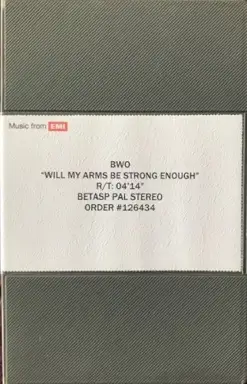 Music from EMI
BWO
"WILL MY ARMS BE STRONG ENOUGH"
R/T: 04'14"
BETASP PAL STEREO
ORDER #126434